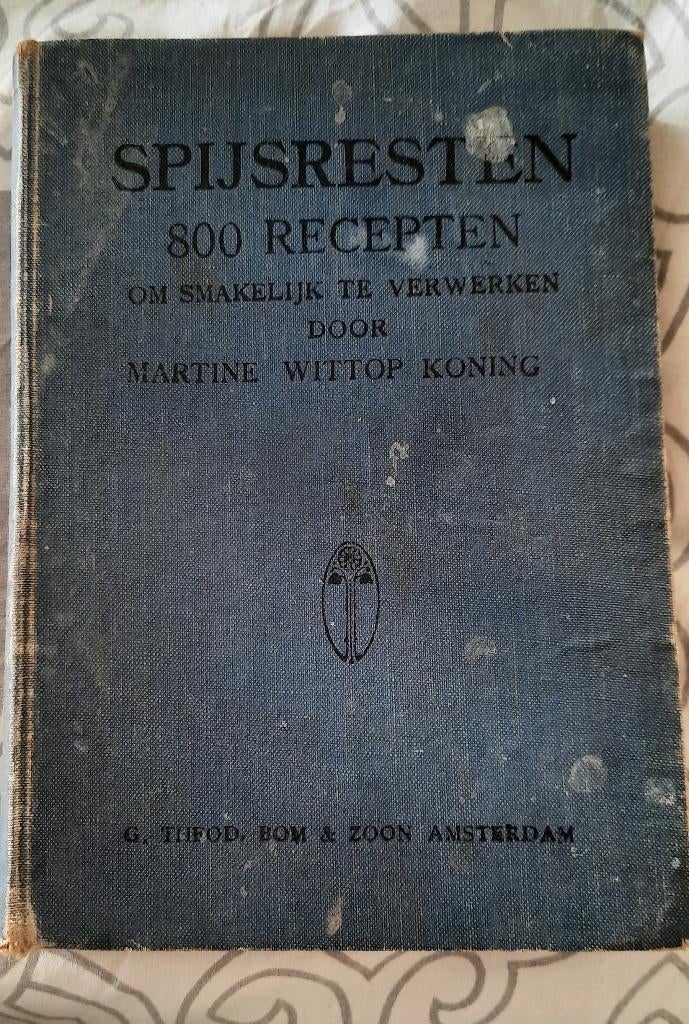 SPIJSRESTEN
800 RECEPTEN
OM SMAKELIJK TE VERWERKEN
DOOR
MARTINE WITTOP KONING
G. THEOD. BOM & ZOON AMSTERDAM